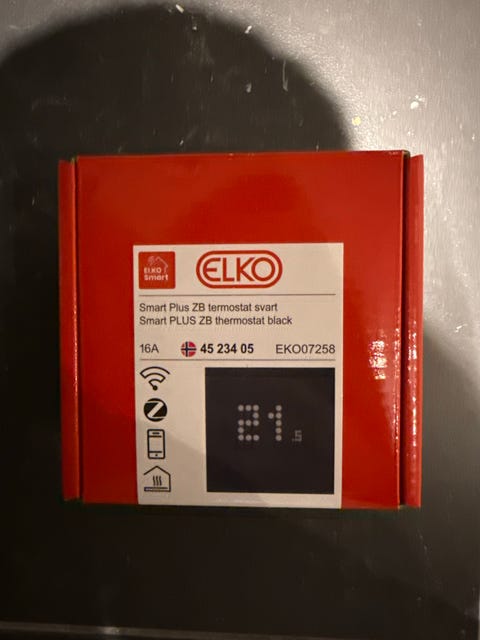 ELKO
smart
ELKO
Smart Plus ZB termostat svart
Smart PLUS ZB thermostat black
16A 45 234 05 EKO07258
21.5